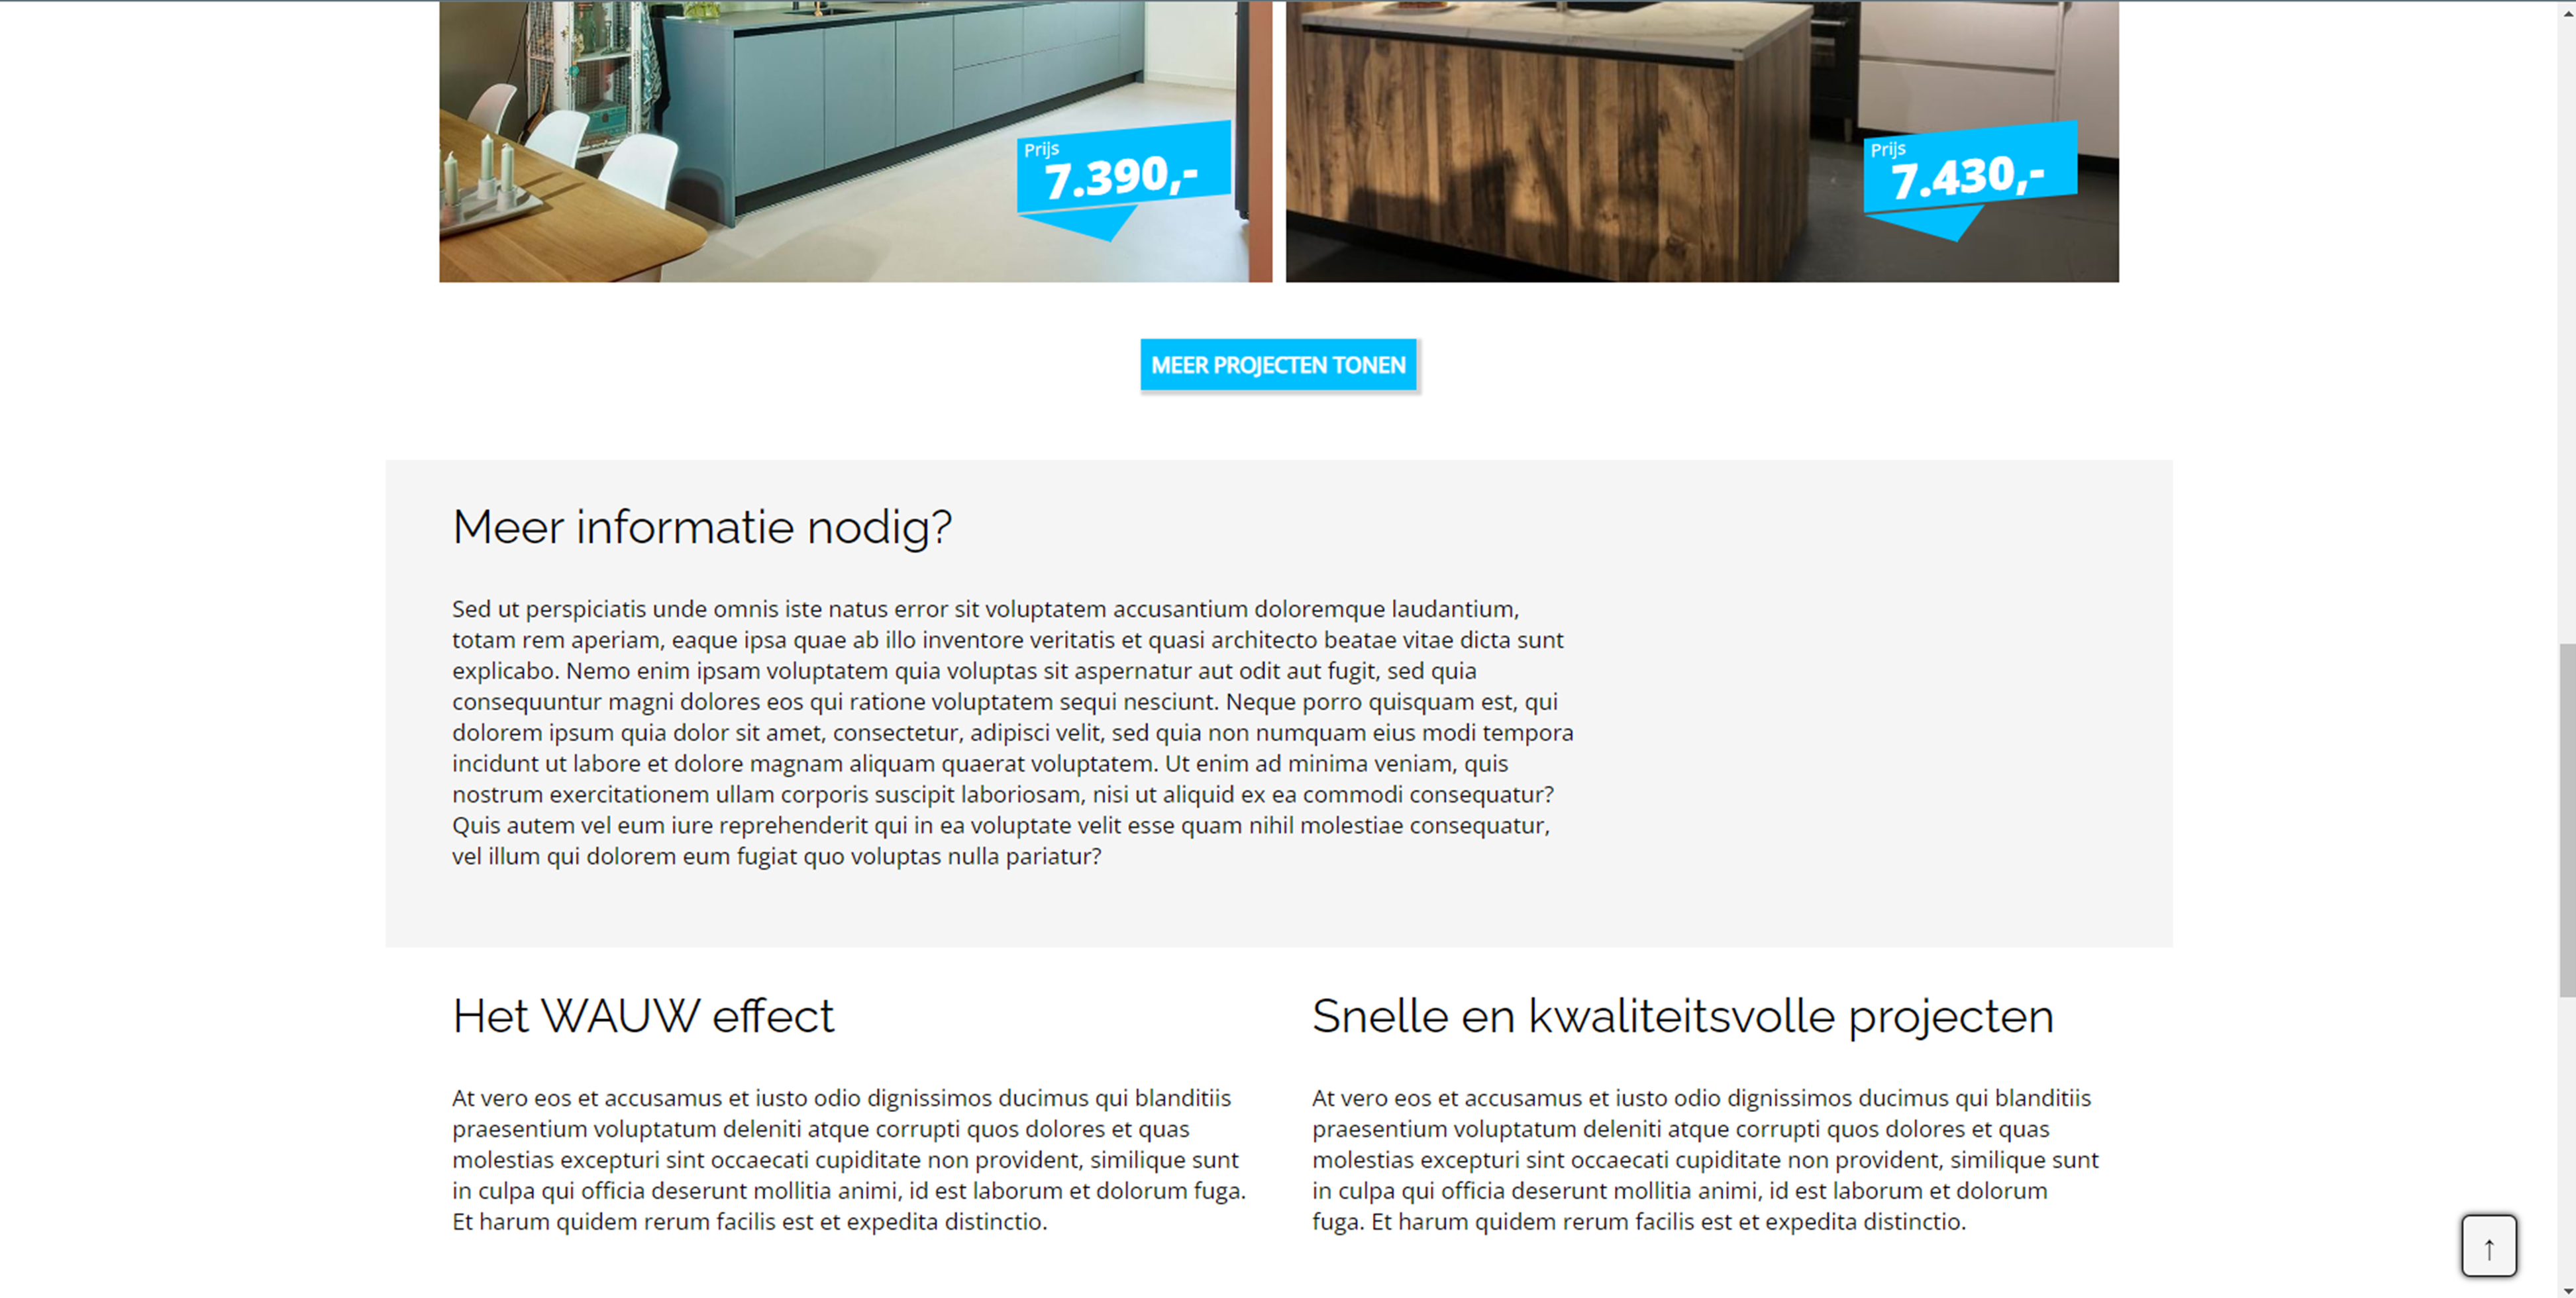 Prijs
7.390,-
Prijs
7.430,-
MEER PROJECTEN TONEN
Meer informatie nodig?
Sed ut perspiciatis unde omnis iste natus error sit voluptatem accusantium doloremque laudantium,
totam rem aperiam, eaque ipsa quae ab illo inventore veritatis et quasi architecto beatae vitae dicta sunt
explicabo. Nemo enim ipsam voluptatem quia voluptas sit aspernatur aut odit aut fugit, sed quia
consequuntur magni dolores eos qui ratione voluptatem sequi nesciunt. Neque porro quisquam est, qui
dolorem ipsum quia dolor sit amet, consectetur, adipisci velit, sed quia non numquam eius modi tempora
incidunt ut labore et dolore magnam aliquam quaerat voluptatem. Ut enim ad minima veniam, quis
nostrum exercitationem ullam corporis suscipit laboriosam, nisi ut aliquid ex ea commodi consequatur?
Quis autem vel eum iure reprehenderit qui in ea voluptate velit esse quam nihil molestiae consequatur,
vel illum qui dolorem eum fugiat quo voluptas nulla pariatur?
Het WAUW effect
At vero eos et accusamus et iusto odio dignissimos ducimus qui blanditiis
praesentium voluptatum deleniti atque corrupti quos dolores et quas
molestias excepturi sint occaecati cupiditate non provident, similique sunt
in culpa qui officia deserunt mollitia animi, id est laborum et dolorum fuga.
Et harum quidem rerum facilis est et expedita distinctio.
Snelle en kwaliteitsvolle projecten
At vero eos et accusamus et iusto odio dignissimos ducimus qui blanditiis
praesentium voluptatum deleniti atque corrupti quos dolores et quas
molestias excepturi sint occaecati cupiditate non provident, similique sunt
in culpa qui officia deserunt mollitia animi, id est laborum et dolorum
fuga. Et harum quidem rerum facilis est et expedita distinctio.
↑